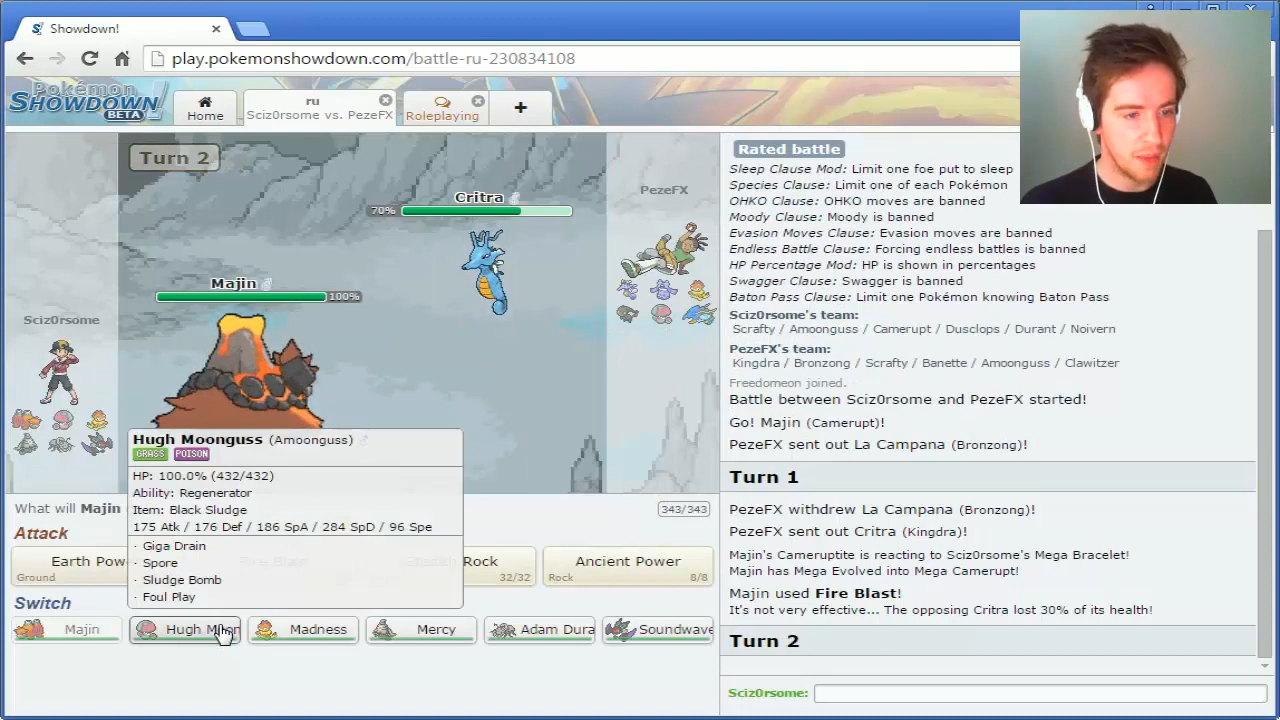 Showdown!
play.pokemonshowdown.com/battle-ru-230834108
Pokémon
SHOWDOWN
BETA
Home
ru
Sciz0rsome vs. PezeFX
Roleplaying
Turn 2
Critra
70%
PezeFX
Majin
100%
Sciz0rsome
Hugh Moonguss (Amoonguss)
GRASS POISON
HP: 100.0% (432/432)
Ability: Regenerator
Item: Black Sludge
175 Atk / 176 Def / 186 SpA / 284 SpD / 96 Spe
· Giga Drain
· Spore
· Sludge Bomb
· Foul Play
What will Majin
343/343
Attack
Earth Pow
Ground
Rock
32/32
Ancient Power
Rock 8/8
Switch
Majin
Hugh Moon
Madness
Mercy
Adam Dura
Soundwave
Rated battle
Sleep Clause Mod: Limit one foe put to sleep
Species Clause: Limit one of each Pokémon
OHKO Clause: OHKO moves are banned
Moody Clause: Moody is banned
Evasion Moves Clause: Evasion moves are banned
Endless Battle Clause: Forcing endless battles is banned
HP Percentage Mod: HP is shown in percentages
Swagger Clause: Swagger is banned
Baton Pass Clause: Limit one Pokémon knowing Baton Pass
Sciz0rsome's team:
Scrafty / Amoonguss / Camerupt / Dusclops / Durant / Noivern
PezeFX's team:
Kingdra / Bronzong / Scrafty / Banette / Amoonguss / Clawitzer
Freedomeon joined.
Battle between Sciz0rsome and PezeFX started!
Go! Majin (Camerupt)!
PezeFX sent out La Campana (Bronzong)!
Turn 1
PezeFX withdrew La Campana (Bronzong)!
PezeFX sent out Critra (Kingdra)!
Majin's Cameruptite is reacting to Sciz0rsome's Mega Bracelet!
Majin has Mega Evolved into Mega Camerupt!
Majin used Fire Blast!
It's not very effective... The opposing Critra lost 30% of its health!
Turn 2
Sciz0rsome: